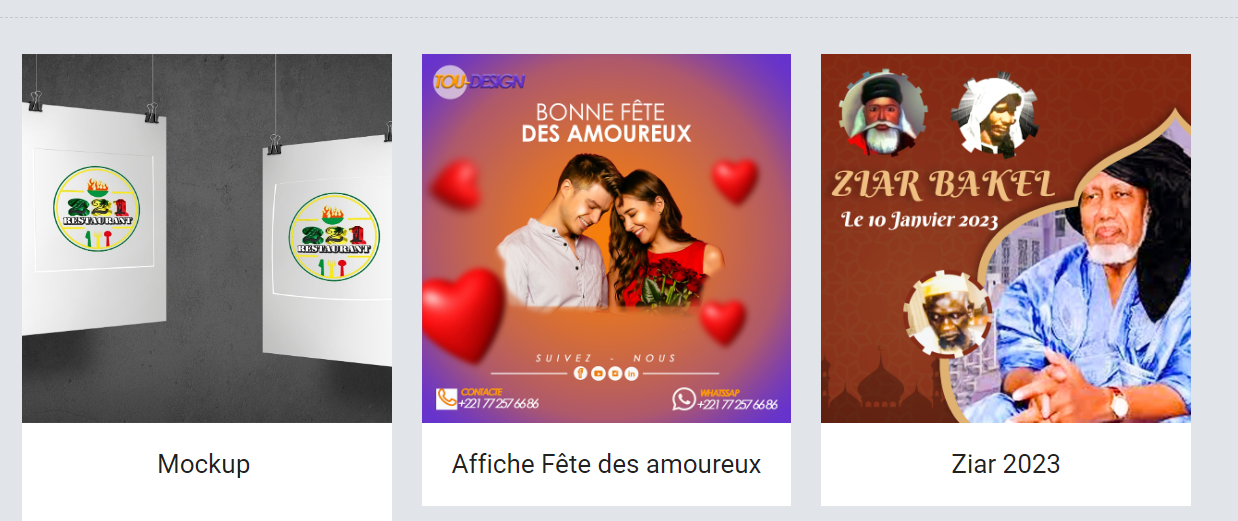 221
RESTAURANT
221
RESTAURANT
Mockup
TOU-DESIGN
BONNE FÊTE
DES AMOUREUX
SUIVEZ - NOUS
CONTACTE
+221 77 257 66 86
WHATSSAP
+221 77 257 66 86
Affiche Fête des amoureux
ZIAR BAKEL
Le 10 Janvier 2023
Ziar 2023